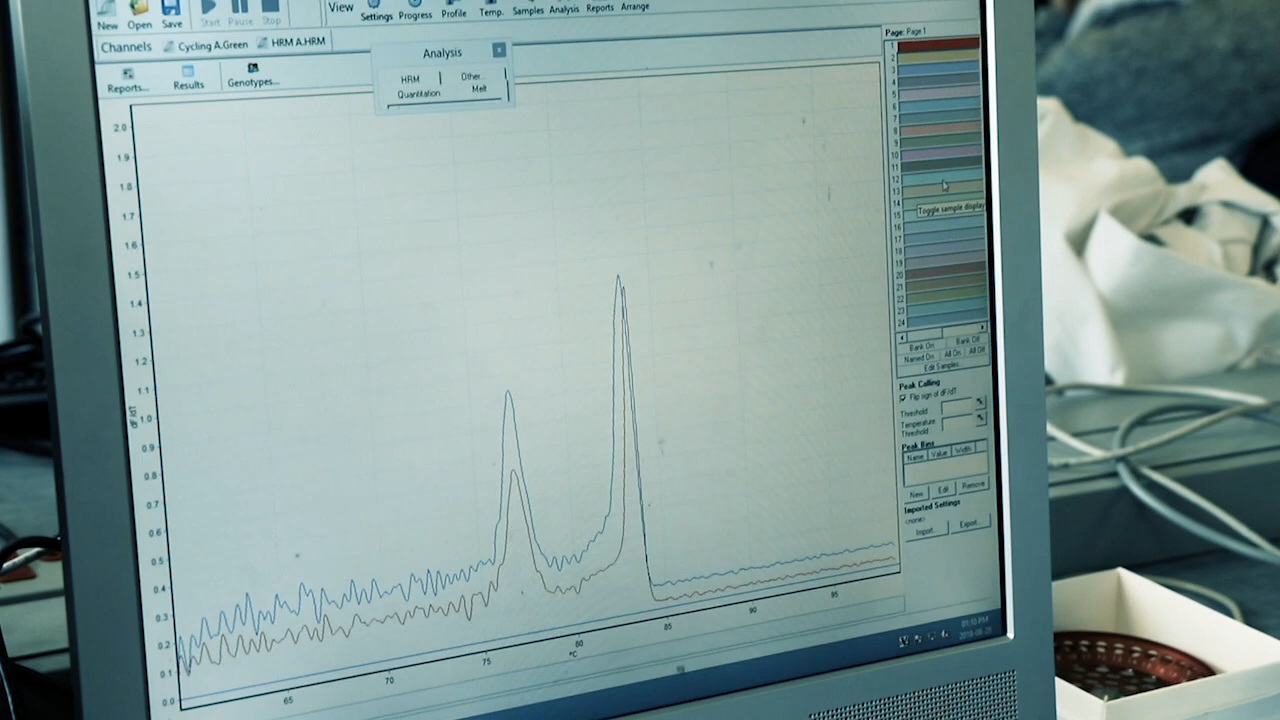 New Open Save Start Pause Stop View Settings Progress Profile Temp. Samples Analysis Reports Arrange
Channels Cycling A.Green HRM A.HRM
Reports... Results Genotypes...
Analysis
HRM Other...
Quantitation Melt
Page: Page 1
1
2
3
4
5
6
7
8
9
10
11
12
13
14
15
16
17
18
19
20
21
22
23
24
Toggle sample display
Bank On Bank Off
Named On All On All Off
Edit Samples...
Peak Calling
Flip sign of dF/dT
Threshold
Temperature
Threshold
Peak Bins
Name Value Width
New Edit Remove
Imported Settings
<none>
Import... Export...
2.0
1.9
1.8
1.7
1.6
1.5
1.4
1.3
1.2
1.1
1.0
0.9
0.8
0.7
0.6
0.5
0.4
0.3
0.2
0.1
0.0
dF/dT
65 70 75 80 85 90 95
°C
09:10 PM